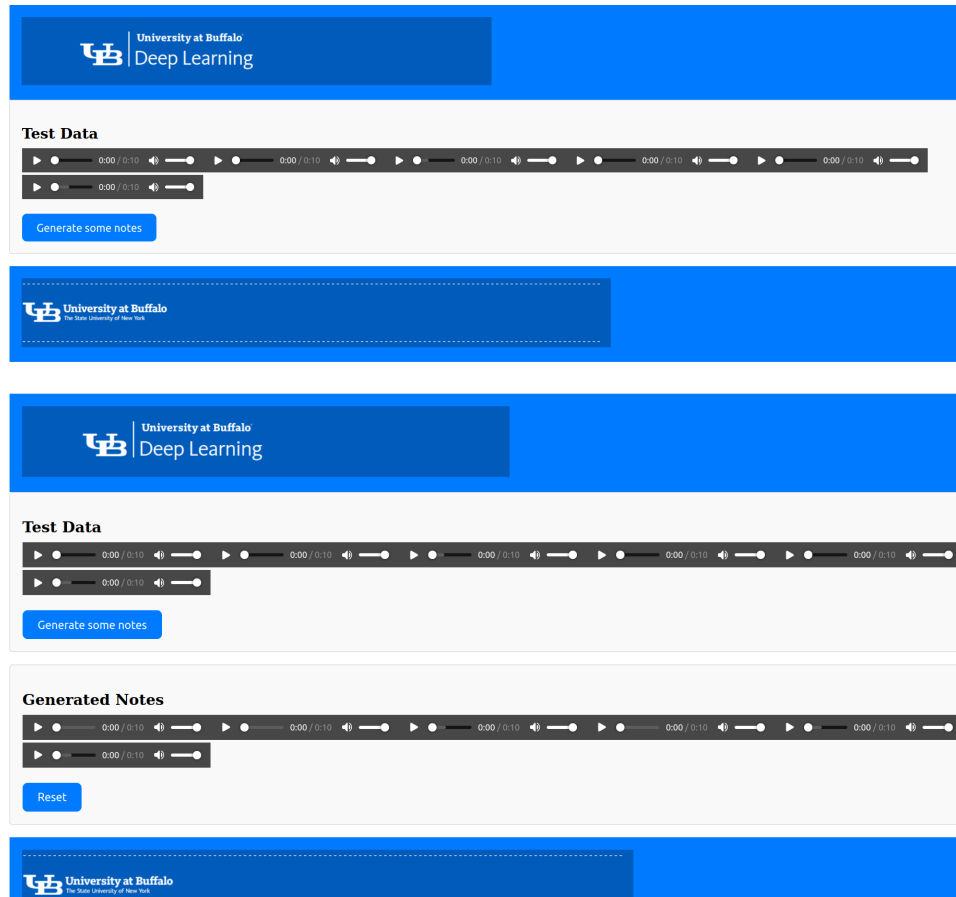 University at Buffalo
Deep Learning
Test Data
0:00 / 0:10 0:00 / 0:10 0:00 / 0:10 0:00 / 0:10 0:00 / 0:10
0:00 / 0:10
Generate some notes
University at Buffalo
The State University of New York
University at Buffalo
Deep Learning
Test Data
0:00 / 0:10 0:00 / 0:10 0:00 / 0:10 0:00 / 0:10 0:00 / 0:10
0:00 / 0:10
Generate some notes
Generated Notes
0:00 / 0:10 0:00 / 0:10 0:00 / 0:10 0:00 / 0:10 0:00 / 0:10
0:00 / 0:10
Reset
University at Buffalo
The State University of New York